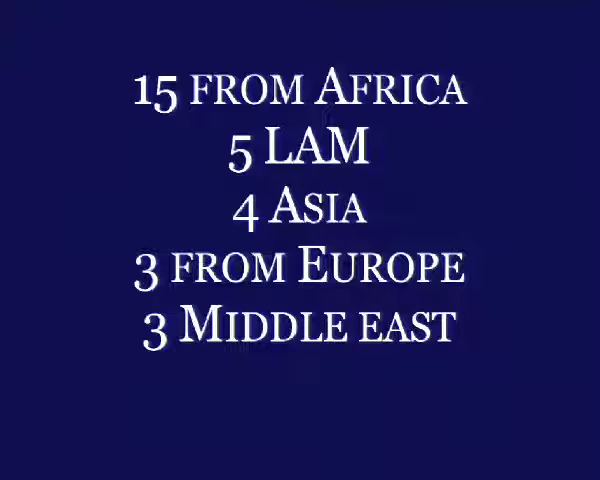 15 FROM AFRICA
5 LAM
4 ASIA
3 FROM EUROPE
3 MIDDLE EAST